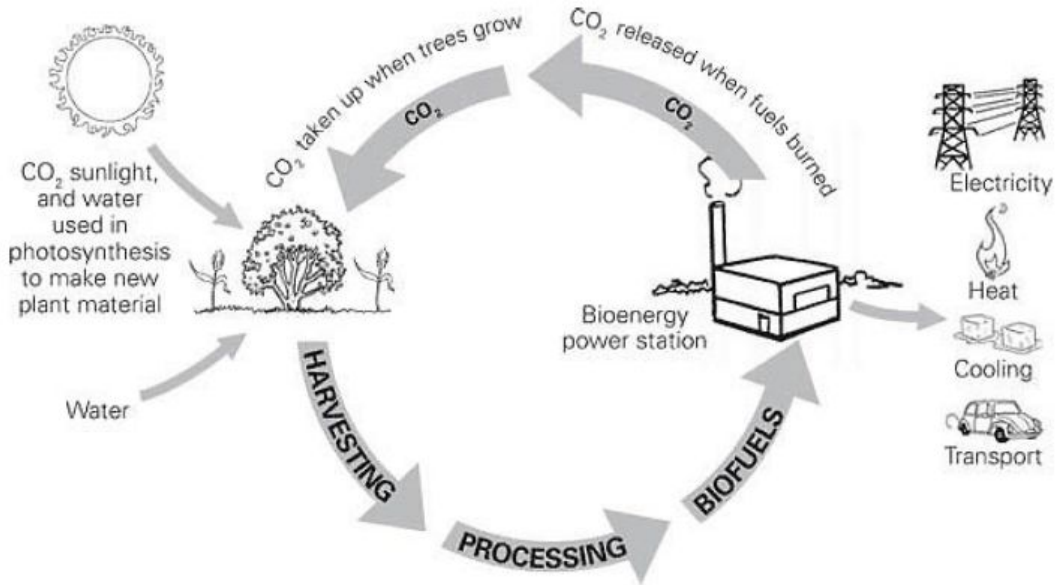 CO₂ taken up when trees grow
CO₂ released when fuels burned
CO₂
CO₂
CO₂ sunlight,
and water
used in
photosynthesis
to make new
plant material
Water
Bioenergy
power station
Electricity
Heat
Cooling
Transport
HARVESTING
PROCESSING
BIOFUELS